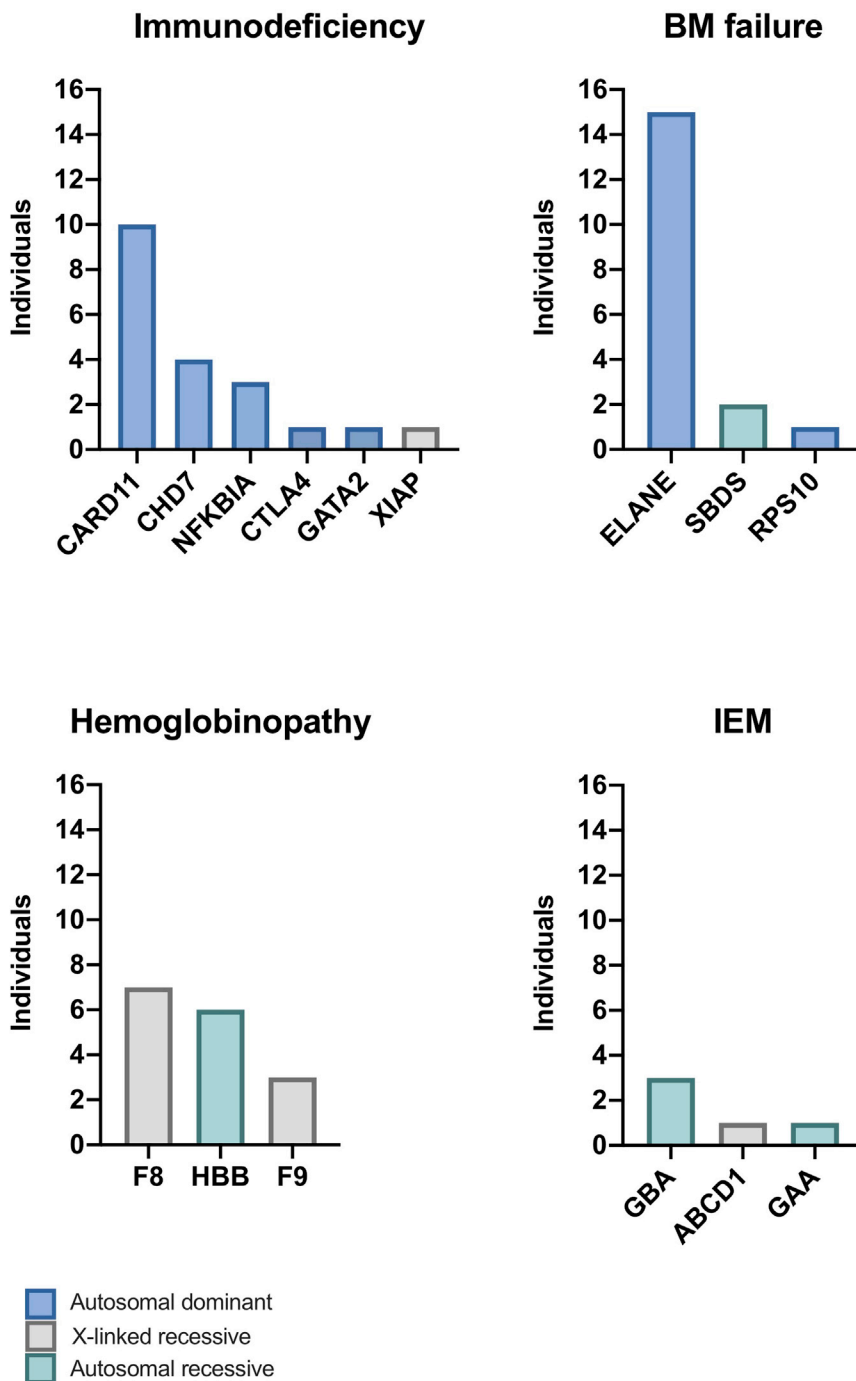 Immunodeficiency
Individuals
16
14
12
10
8
6
4
2
0
CARD11
CHD7
NFKBIA
CTLA4
GATA2
XIAP
BM failure
Individuals
16
14
12
10
8
6
4
2
0
ELANE
SBDS
RPS10
Hemoglobinopathy
Individuals
16
14
12
10
8
6
4
2
0
F8 HBB F9
IEM
Individuals
16
14
12
10
8
6
4
2
0
GBA
ABCD1
GAA
Autosomal dominant
X-linked recessive
Autosomal recessive